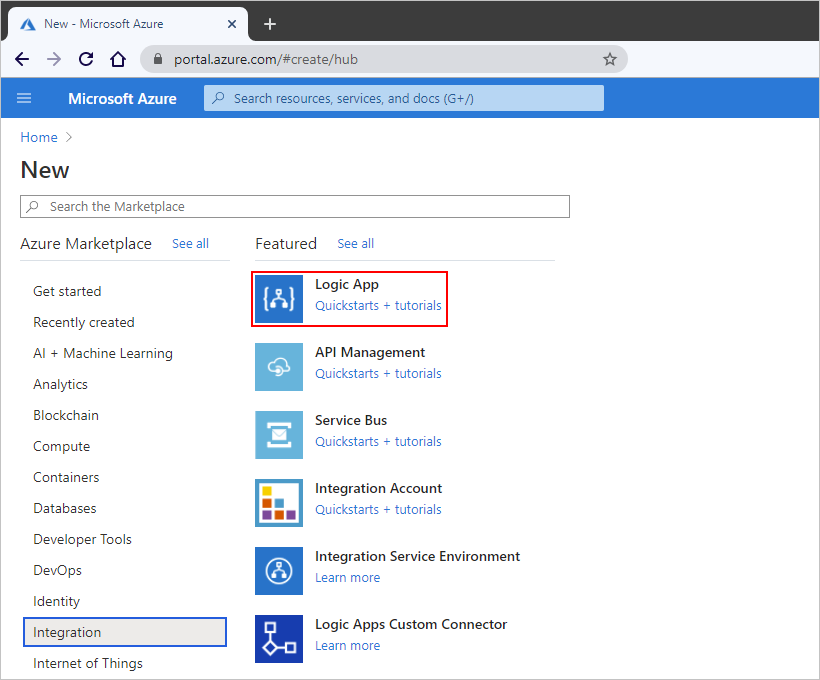 New - Microsoft Azure
portal.azure.com/#create/hub
Microsoft Azure
Search resources, services, and docs (G+/)
Home
New
Search the Marketplace
Azure Marketplace See all
Get started
Recently created
AI + Machine Learning
Analytics
Blockchain
Compute
Containers
Databases
Developer Tools
DevOps
Identity
Integration
Internet of Things
Featured See all
Logic App
Quickstarts + tutorials
API Management
Quickstarts + tutorials
Service Bus
Quickstarts + tutorials
Integration Account
Quickstarts + tutorials
Integration Service Environment
Learn more
Logic Apps Custom Connector
Learn more